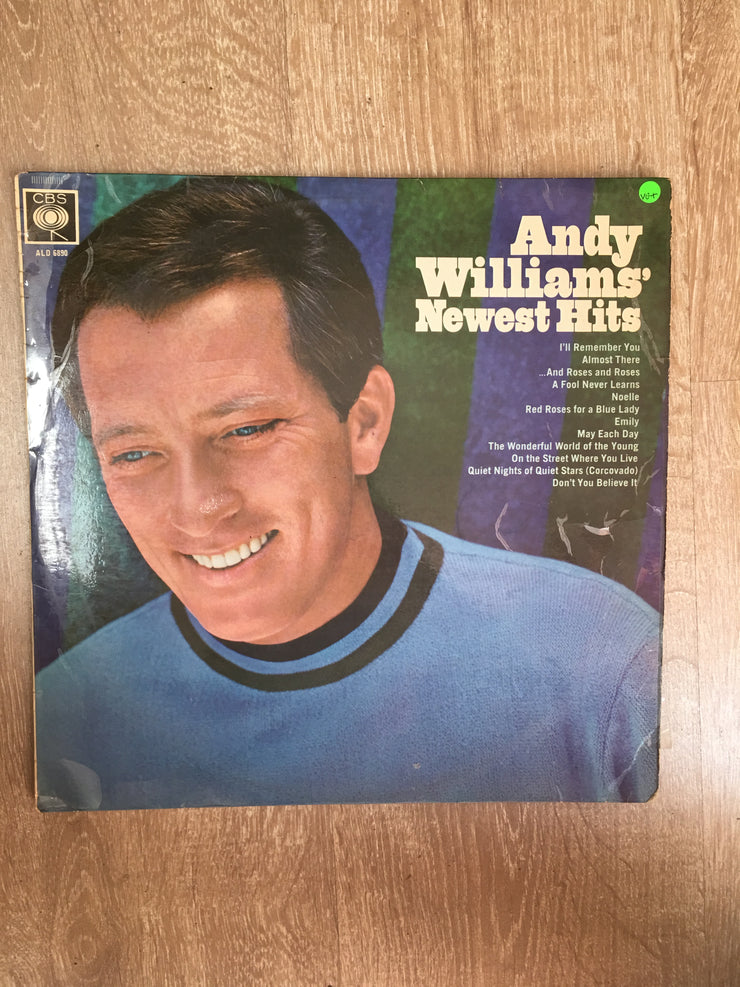 CBS
ALD 6890
VG+
Andy
Williams'
Newest Hits
I'll Remember You
Almost There
...And Roses and Roses
A Fool Never Learns
Noelle
Red Roses for a Blue Lady
Emily
May Each Day
The Wonderful World of the Young
On the Street Where You Live
Quiet Nights of Quiet Stars (Corcovado)
Don't You Believe It